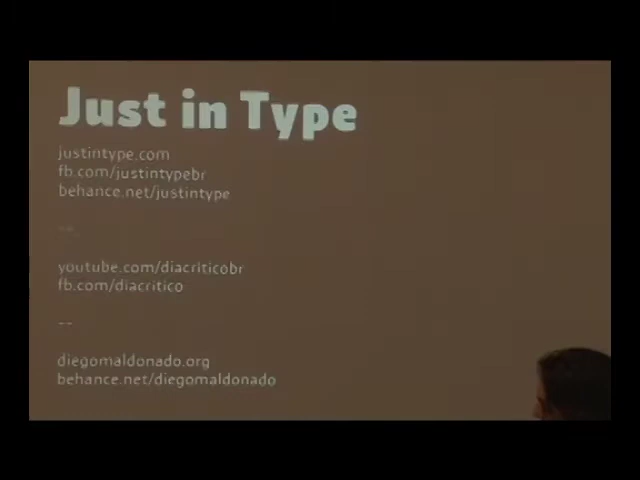 Just in Type
justintype.com
fb.com/justintypebr
behance.net/justintype
--
youtube.com/diacriticobr
fb.com/diacritico
--
diegomaldonado.org
behance.net/diegomaldonado